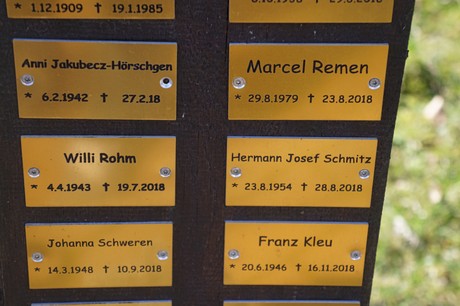 * 1.12.1909 † 19.1.1985
Anni Jakubecz-Hörschgen
* 6.2.1942 † 27.2.18
Willi Rohm
* 4.4.1943 † 19.7.2018
Johanna Schweren
* 14.3.1948 † 10.9.2018
Marcel Remen
* 29.8.1979 † 23.8.2018
Hermann Josef Schmitz
* 23.8.1954 † 28.8.2018
Franz Kleu
* 20.6.1946 † 16.11.2018